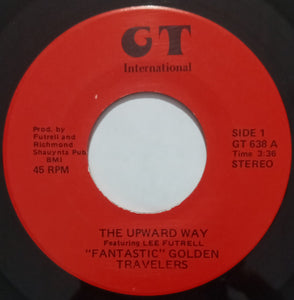 GT
International
Prod. by
Futrell and
Richmond
Shauynta Pub.
BMI
45 RPM
SIDE 1
GT 638 A
Time 3:36
STEREO
THE UPWARD WAY
Featuring LEE FUTRELL
"FANTASTIC" GOLDEN
TRAVELERS